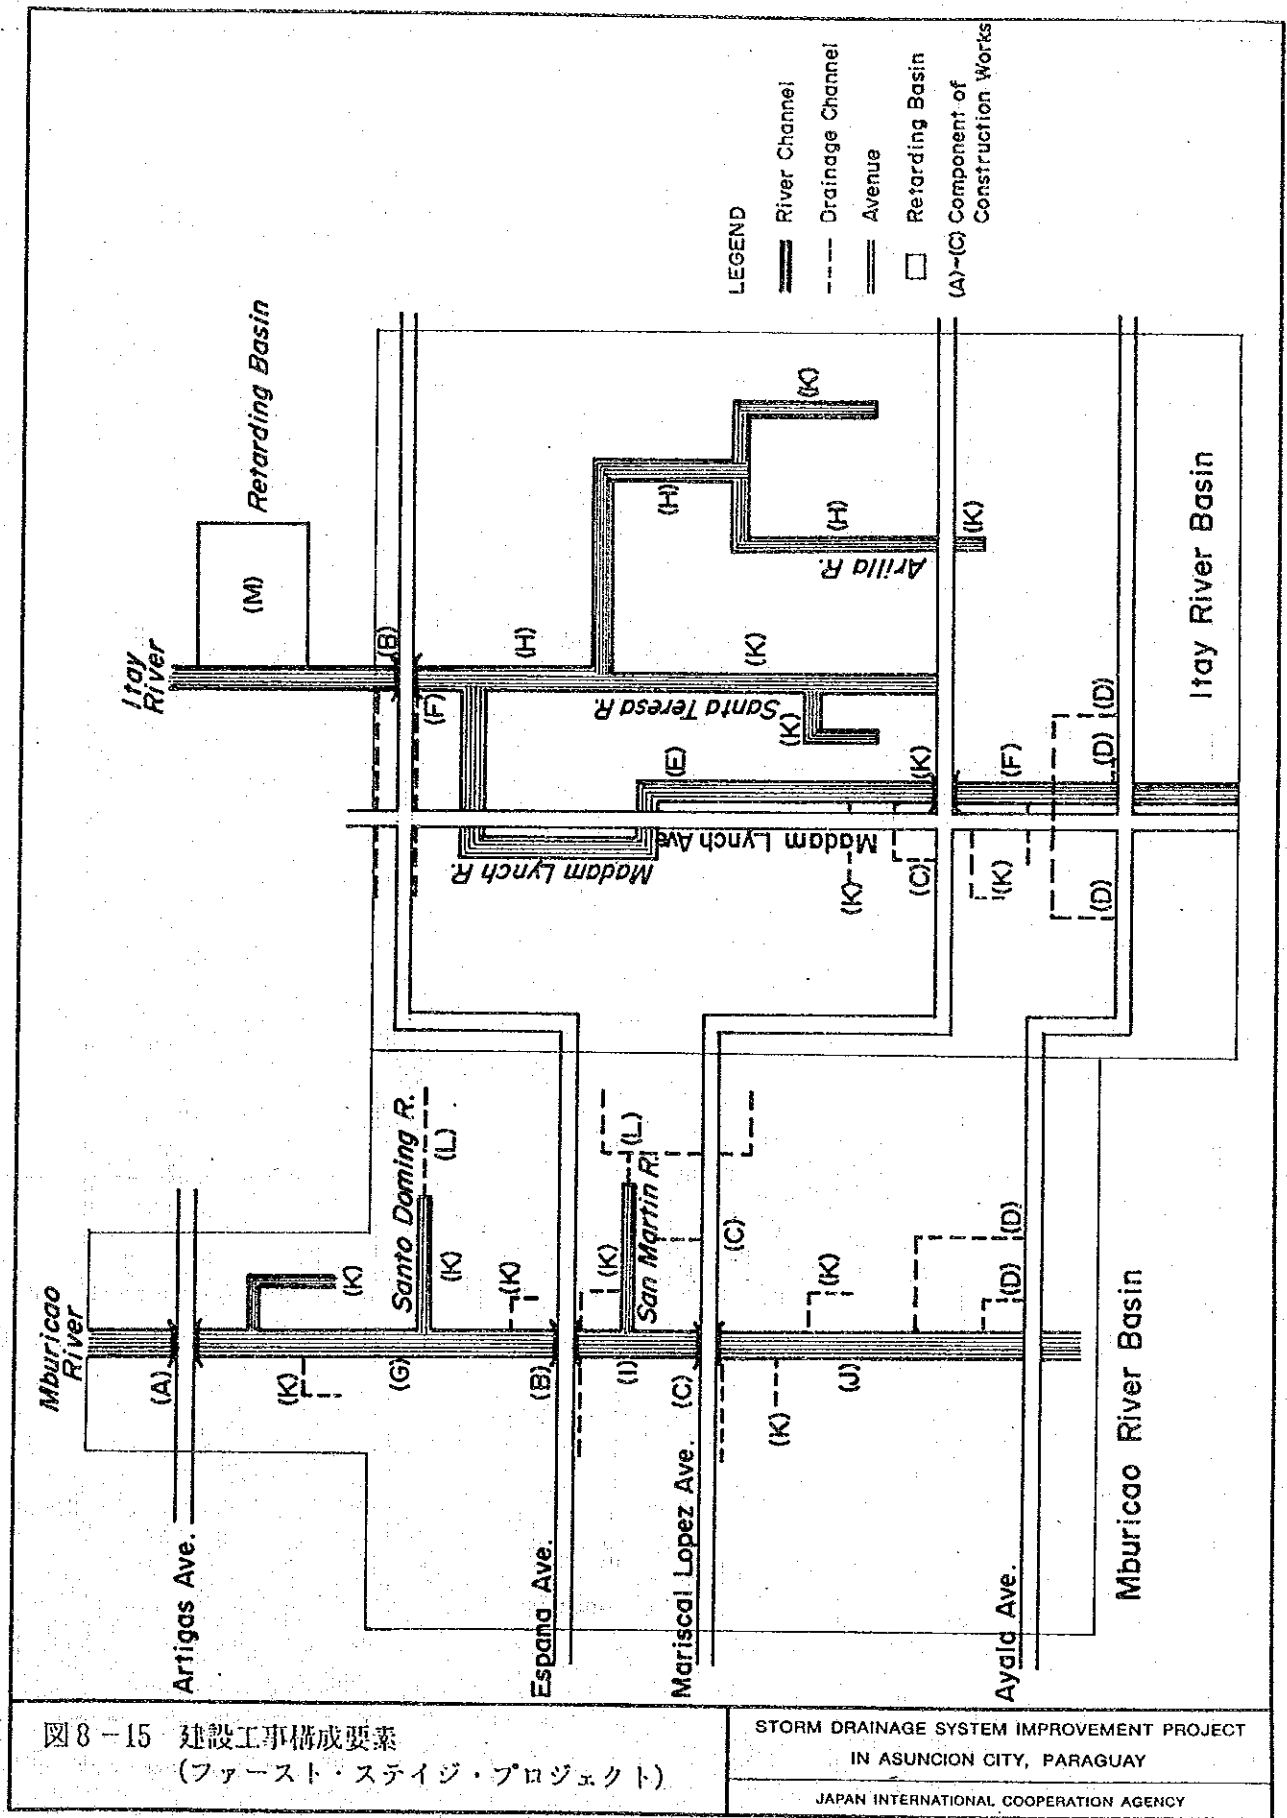 LEGEND
River Channel
Drainage Channel
Avenue
Retarding Basin
(A)-(C) Component of
Construction Works
Itay
River
(M)
Retarding Basin
(B)
(F)
(H)
(H)
(K)
(H)
(K)
Arilla R.
(K)
Santa Teresa R.
(K)
(E)
(K)
(F)
(D)
(D)
Madam Lynch R.
Madam Lynch Ave
(K)
(C)
(K)
(D)
Itay River Basin
Mburicao
River
(A)
(K)
(K)
(G)
Santo Doming R.
(L)
(K)
(K)
(B)
(L)
(K)
San Martin R.
(I)
(C)
(C)
(K)
(K)
(J)
(D)
(D)
Mburicao River Basin
Artigas Ave.
Espana Ave.
Mariscal Lopez Ave.
Ayala Ave.
図8-15 建設工事構成要素
(ファースト・ステイジ・プロジェクト)
STORM DRAINAGE SYSTEM IMPROVEMENT PROJECT
IN ASUNCION CITY, PARAGUAY
JAPAN INTERNATIONAL COOPERATION AGENCY